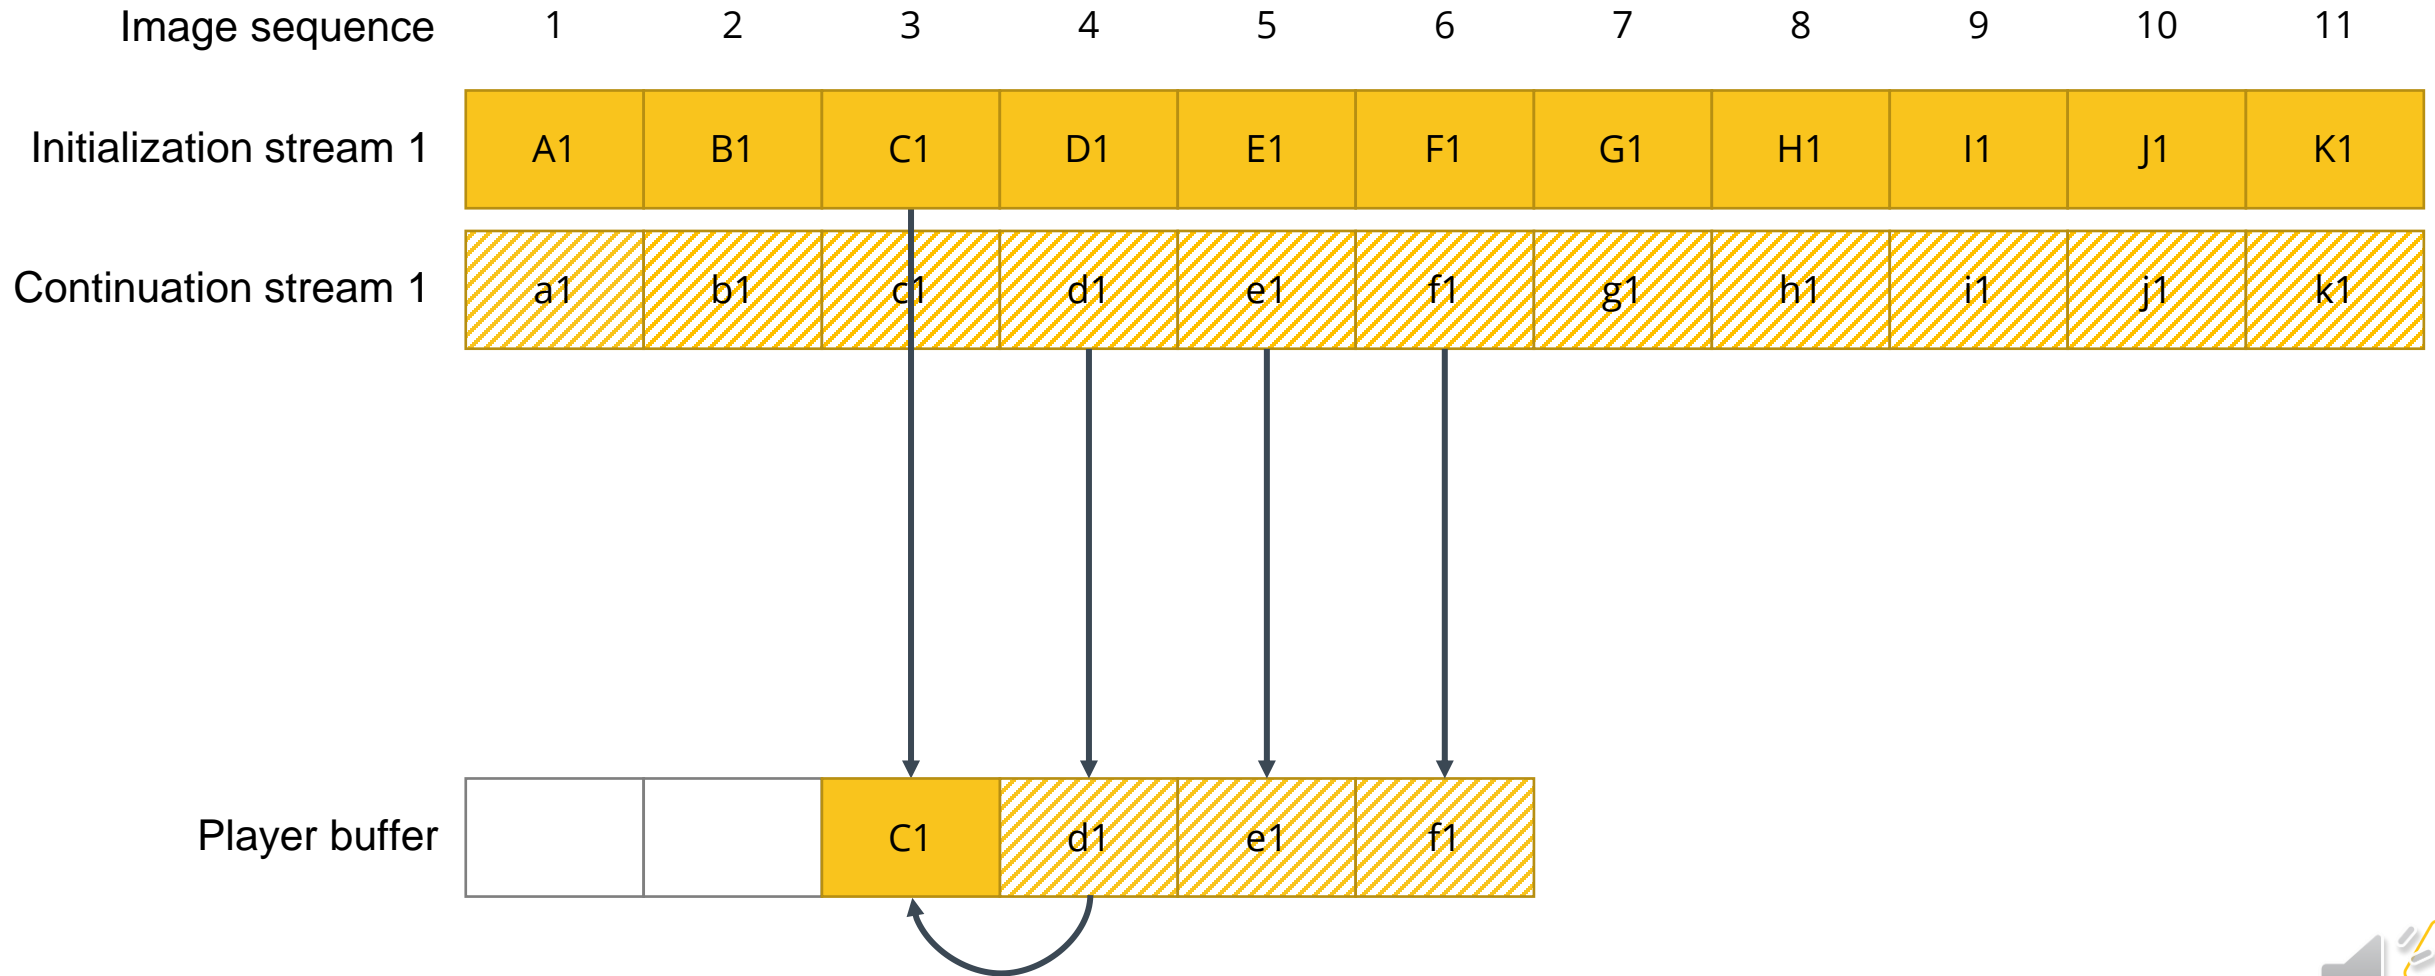 Image sequence 1 2 3 4 5 6 7 8 9 10 11
Initialization stream 1 A1 B1 C1 D1 E1 F1 G1 H1 I1 J1 K1
Continuation stream 1 a1 b1 c1 d1 e1 f1 g1 h1 i1 j1 k1
Player buffer C1 d1 e1 f1